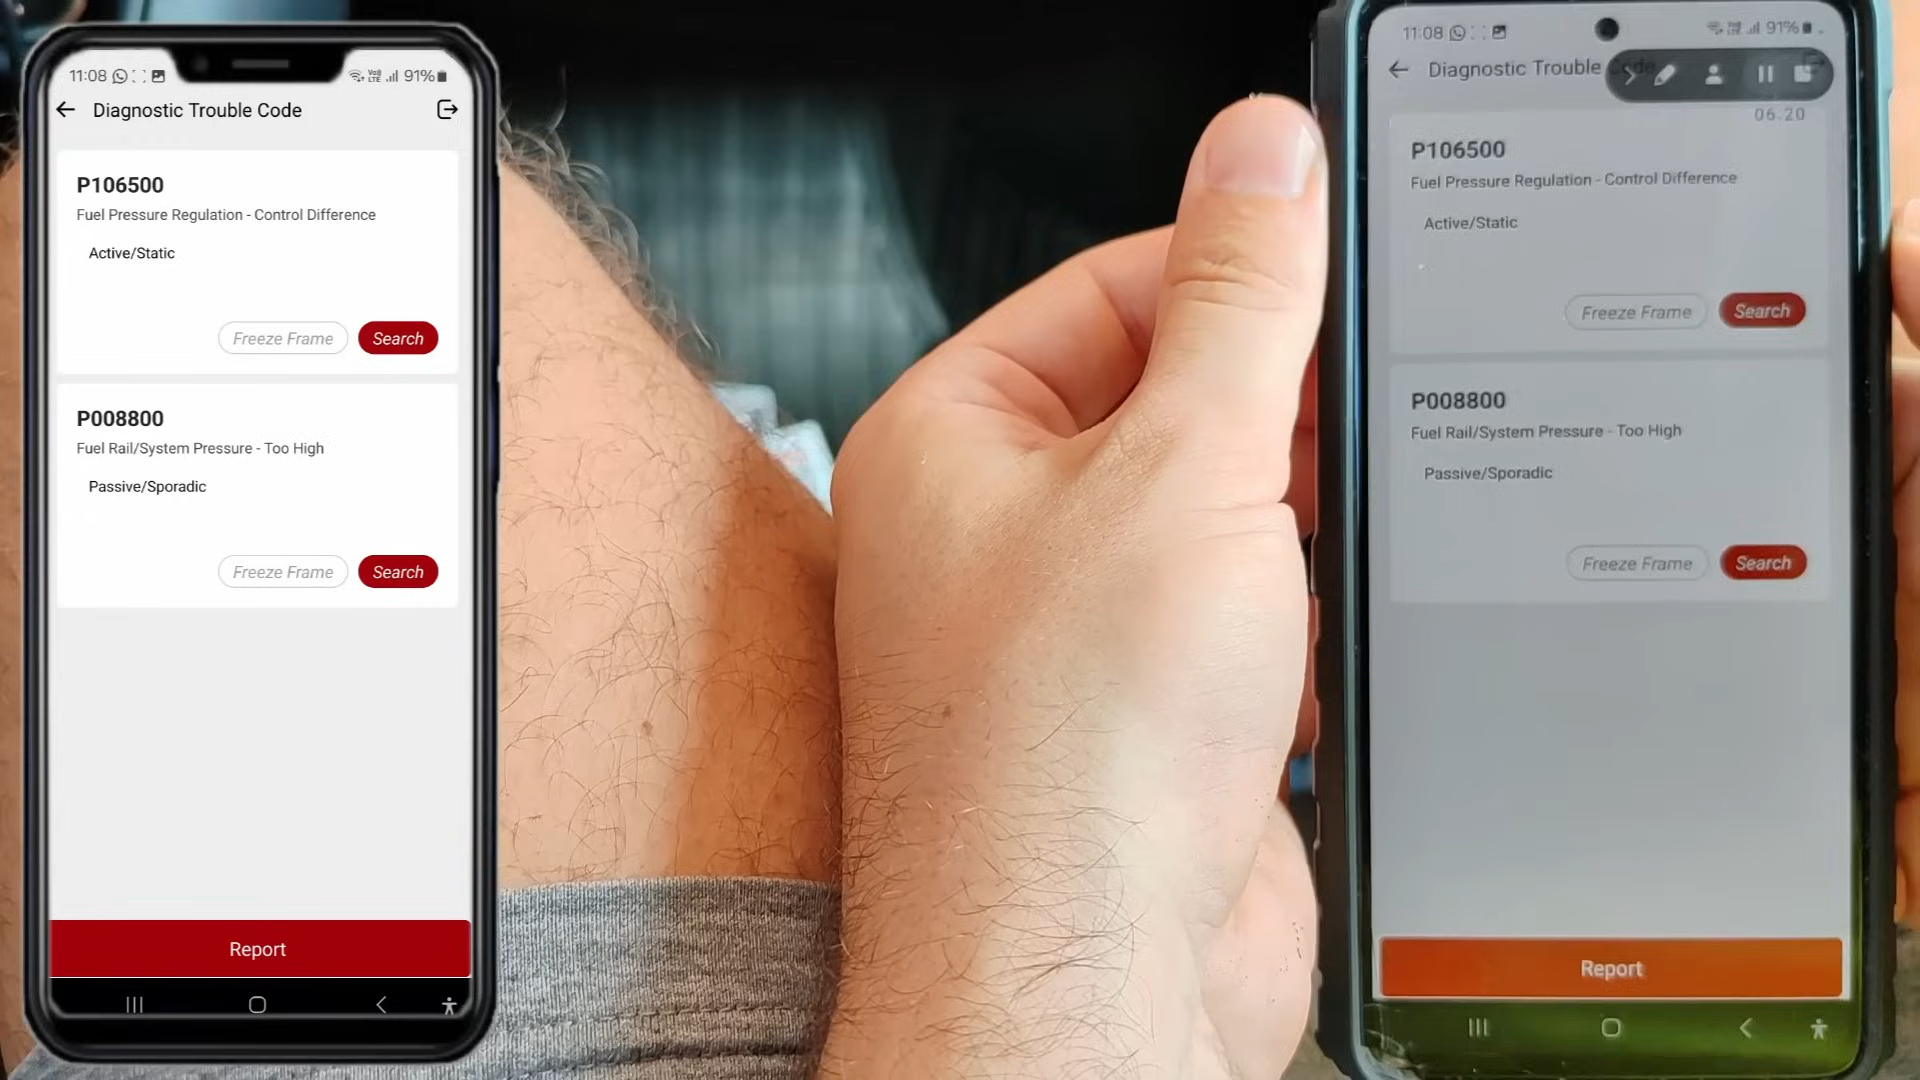 11:08 91%
Diagnostic Trouble Code
P106500
Fuel Pressure Regulation - Control Difference
Active/Static
Freeze Frame Search
P008800
Fuel Rail/System Pressure - Too High
Passive/Sporadic
Freeze Frame Search
Report
11:08 91%
Diagnostic Trouble Code
06:20
P106500
Fuel Pressure Regulation - Control Difference
Active/Static
Freeze Frame Search
P008800
Fuel Rail/System Pressure - Too High
Passive/Sporadic
Freeze Frame Search
Report